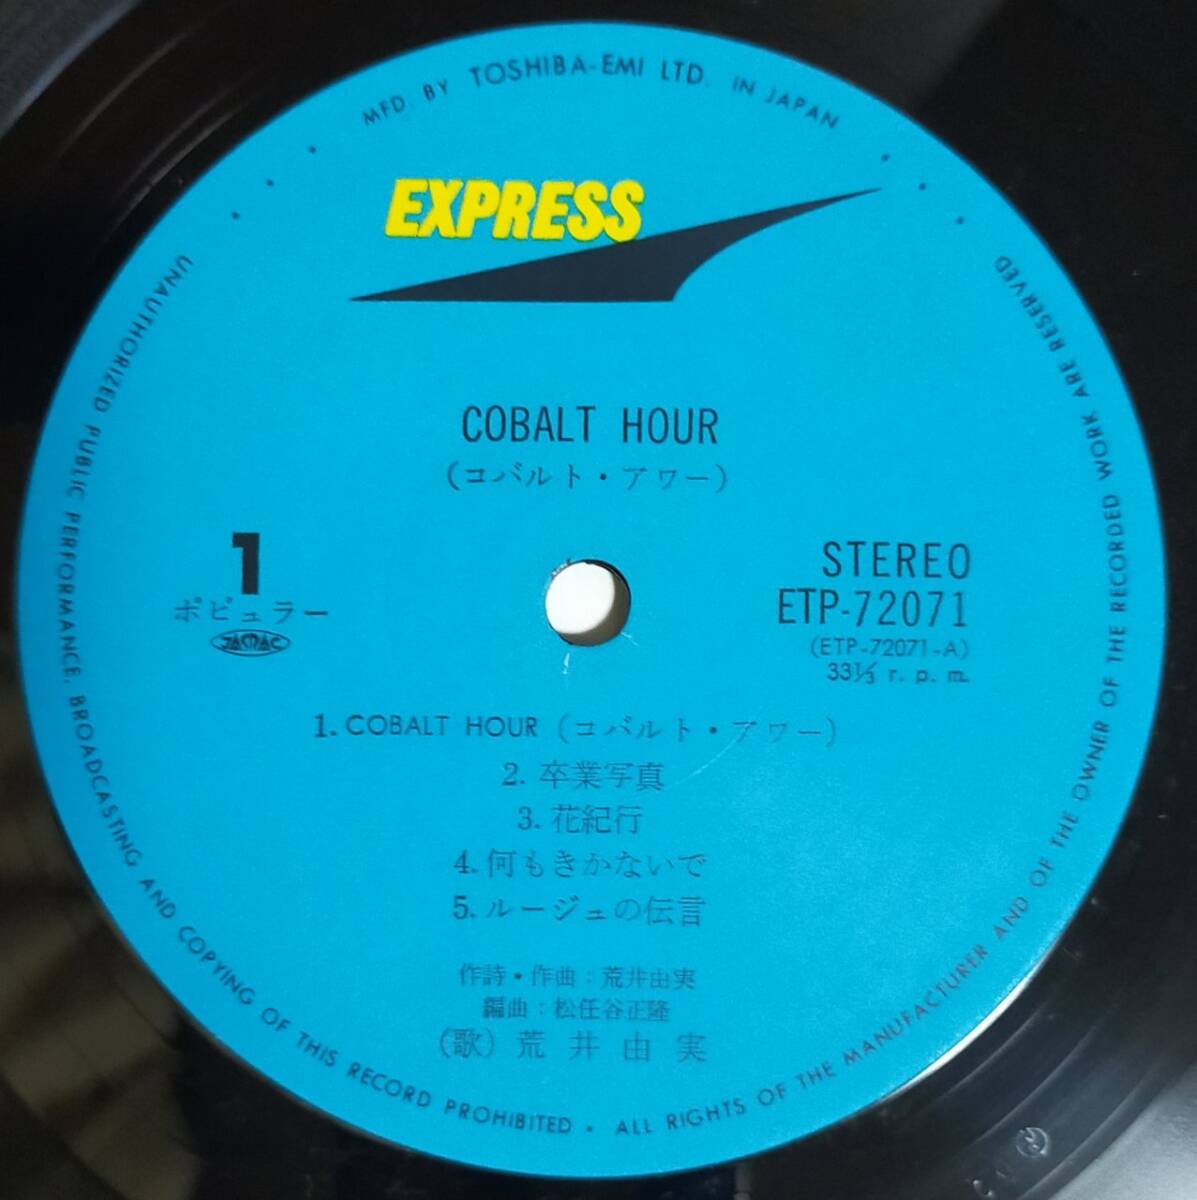 MFD. BY TOSHIBA-EMI LTD. IN JAPAN
EXPRESS
COBALT HOUR
(コバルト・アワー)
1
ポピュラー
JASRAC
STEREO
ETP-72071
(ETP-72071-A)
33⅓ r. p. m.
1. COBALT HOUR (コバルト・アワー)
2. 卒業写真
3. 花紀行
4. 何もきかないで
5. ルージュの伝言
作詩・作曲：荒井由実
編曲：松任谷正隆
(歌) 荒井由実
UNAUTHORIZED PUBLIC PERFORMANCE, BROADCASTING AND COPYING OF THIS RECORD PROHIBITED • ALL RIGHTS OF THE MANUFACTURER AND OF THE OWNER OF THE RECORDED WORK ARE RESERVED